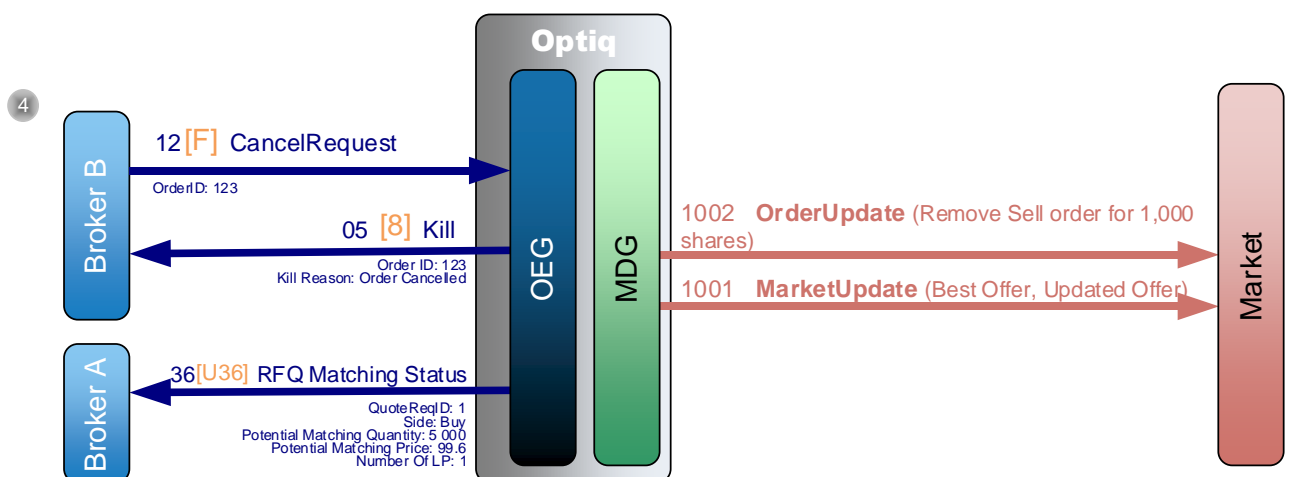 Optiq
4
Broker B
12 [F] CancelRequest
OrderID: 123
05 [8] Kill
Order ID: 123
Kill Reason: Order Cancelled
OEG
MDG
1002 OrderUpdate (Remove Sell order for 1,000
shares)
1001 MarketUpdate (Best Offer, Updated Offer)
Market
Broker A
36 [U36] RFQ Matching Status
QuoteReqID: 1
Side: Buy
Potential Matching Quantity: 5 000
Potential Matching Price: 99.6
Number Of LP: 1